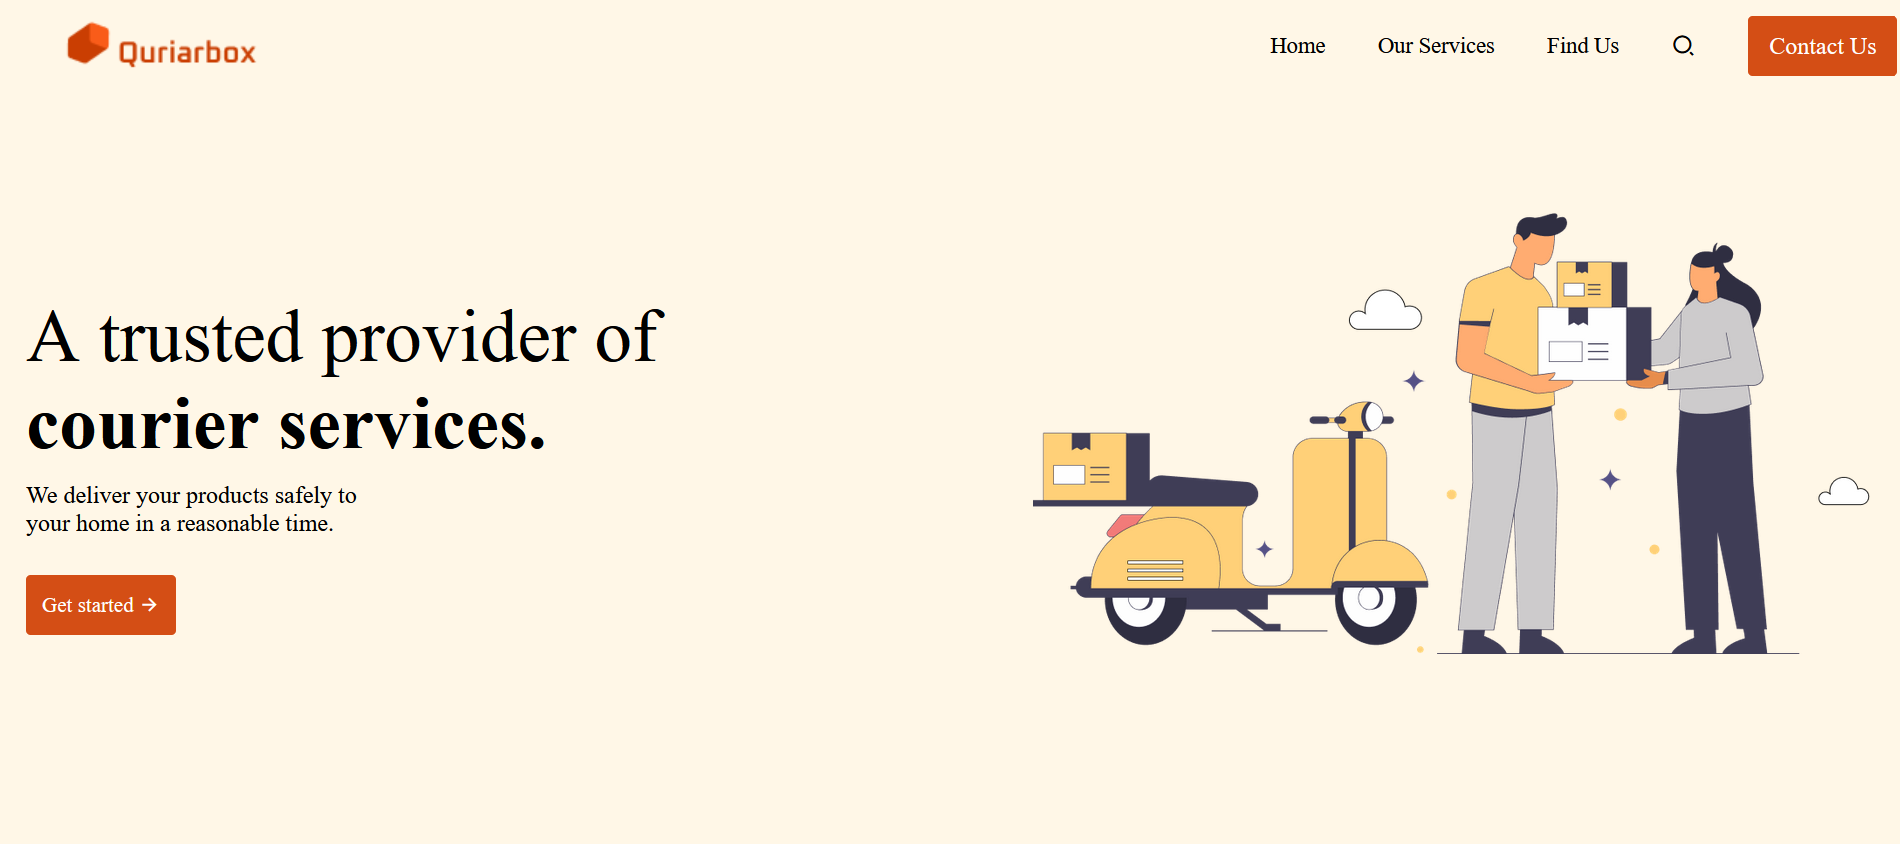 Quriarbox
Home
Our Services
Find Us
Contact Us
A trusted provider of
courier services.
We deliver your products safely to
your home in a reasonable time.
Get started →